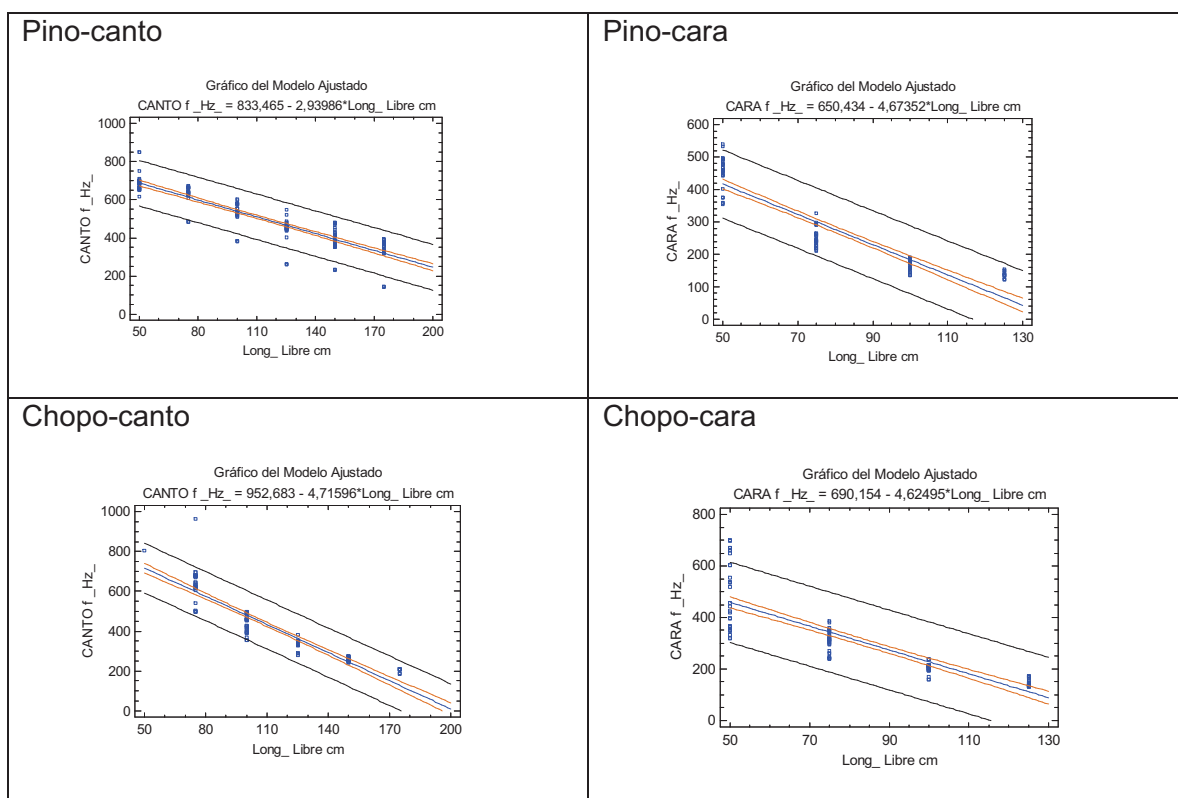 Pino-canto
Gráfico del Modelo Ajustado
CANTO f _Hz_ = 833,465 - 2,93986*Long_ Libre cm
1000
800
600
400
200
0
CANTO f _Hz_
50 80 110 140 170 200
Long_ Libre cm
Pino-cara
Gráfico del Modelo Ajustado
CARA f _Hz_ = 650,434 - 4,67352*Long_ Libre cm
600
500
400
300
200
100
0
CARA f _Hz_
50 70 90 110 130
Long_ Libre cm
Chopo-canto
Gráfico del Modelo Ajustado
CANTO f _Hz_ = 952,683 - 4,71596*Long_ Libre cm
1000
800
600
400
200
0
CANTO f _Hz_
50 80 110 140 170 200
Long_ Libre cm
Chopo-cara
Gráfico del Modelo Ajustado
CARA f _Hz_ = 690,154 - 4,62495*Long_ Libre cm
800
600
400
200
0
CARA f _Hz_
50 70 90 110 130
Long_ Libre cm